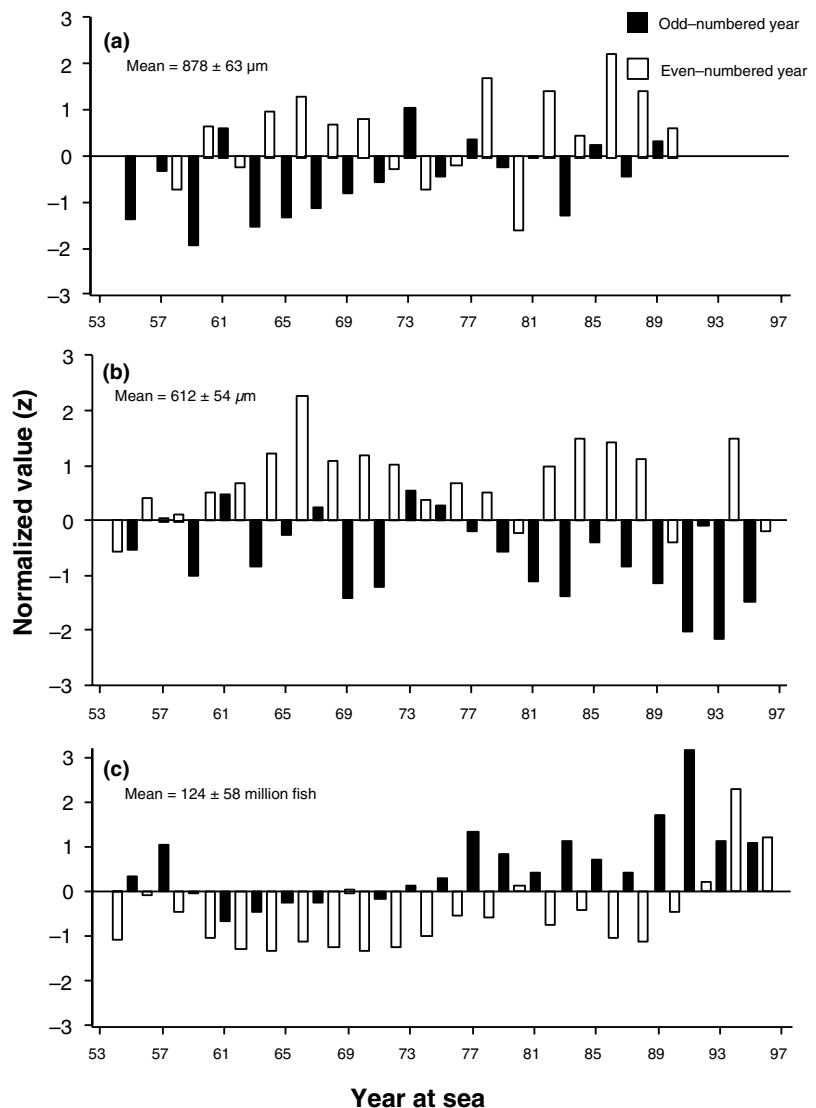 3
2
1
0
–1
–2
–3
(a)
Mean = 878 ± 63 µm
Odd–numbered year
Even–numbered year
53 57 61 65 69 73 77 81 85 89 93 97
3
2
1
0
–1
–2
–3
(b)
Mean = 612 ± 54 µm
Normalized value (z)
53 57 61 65 69 73 77 81 85 89 93 97
3
2
1
0
–1
–2
–3
(c)
Mean = 124 ± 58 million fish
53 57 61 65 69 73 77 81 85 89 93 97
Year at sea